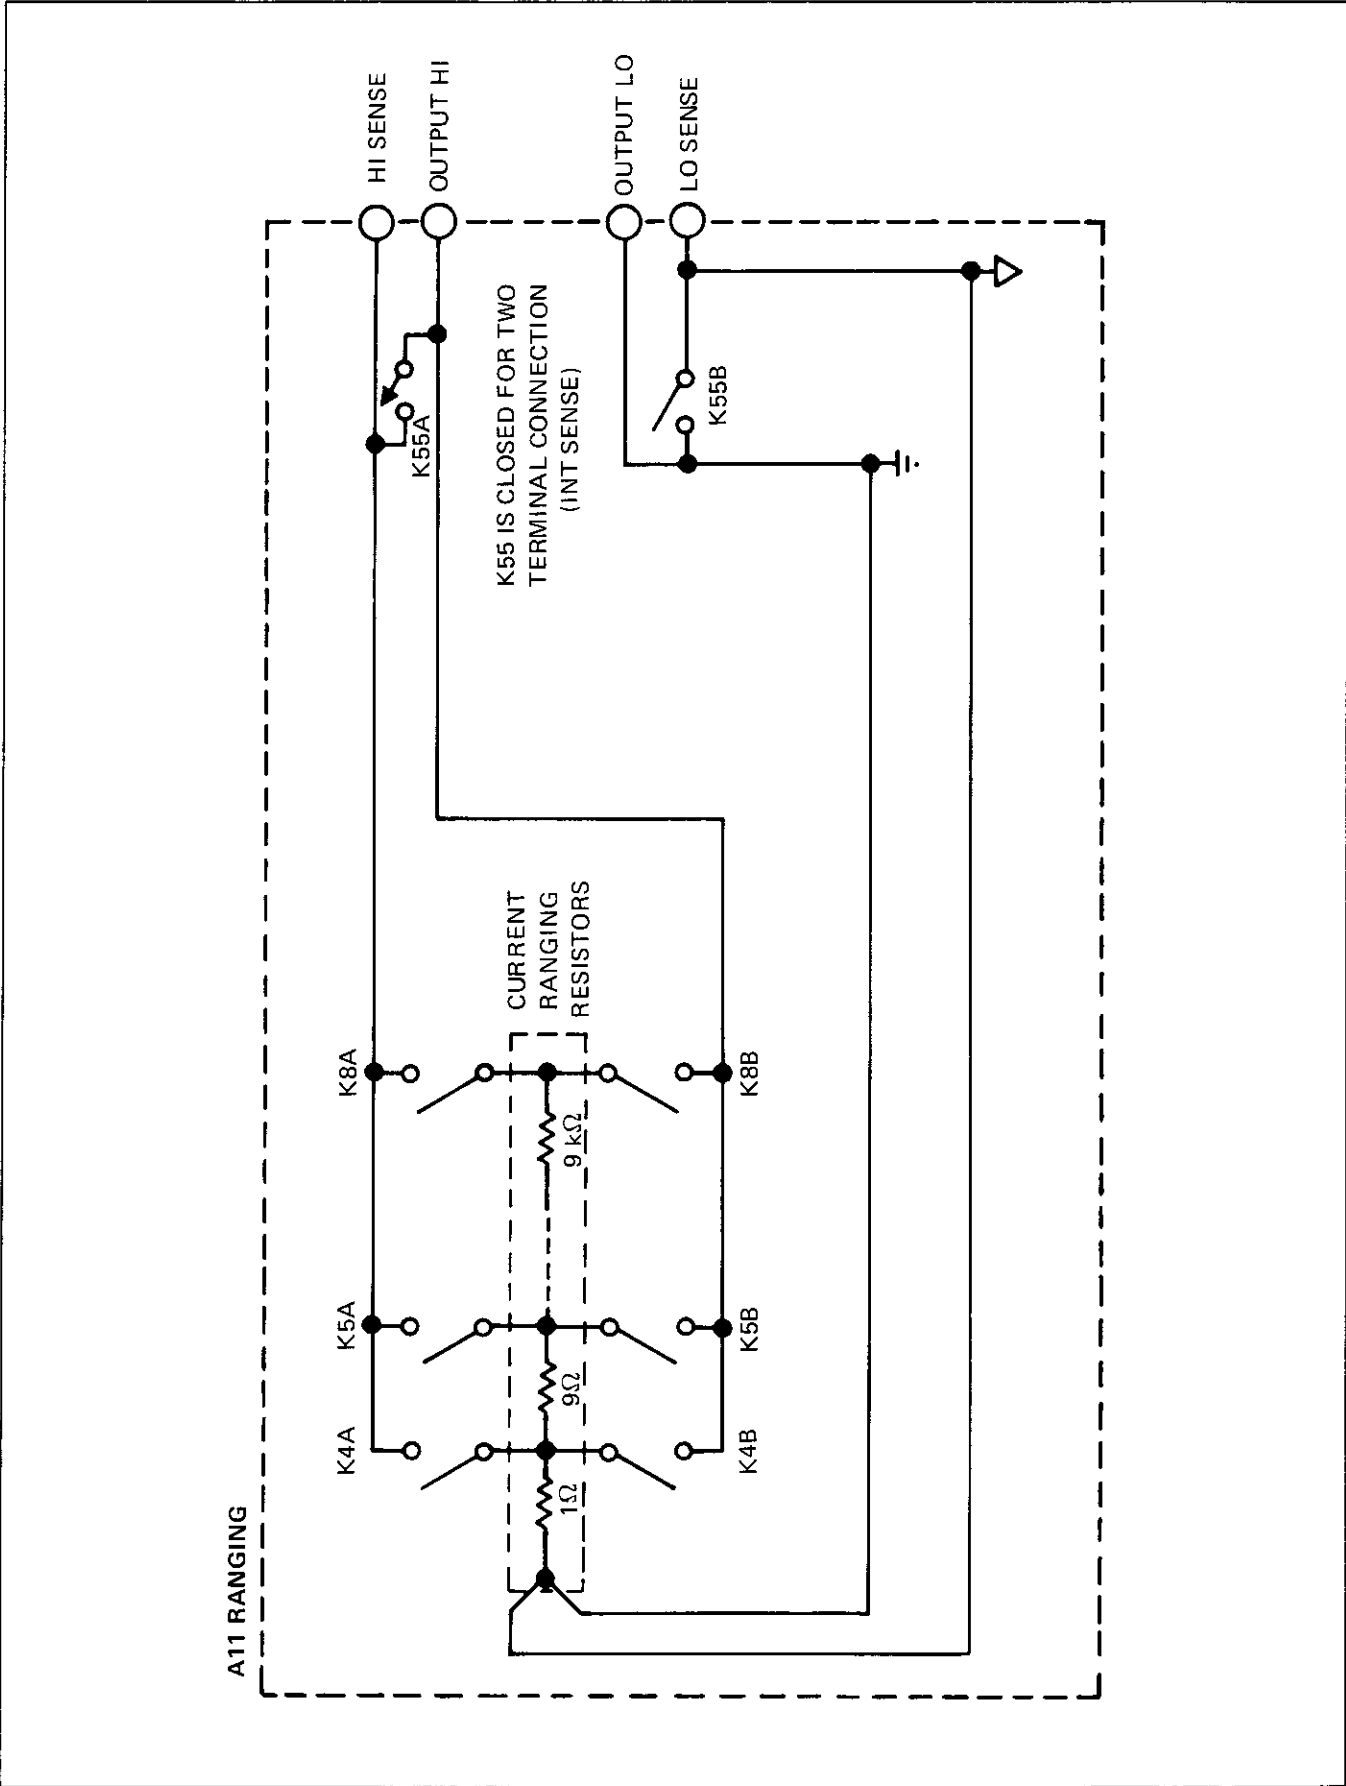 A11 RANGING
K4A
K5A
K8A
K55A
HI SENSE
OUTPUT HI
CURRENT
RANGING
RESISTORS
1Ω
9Ω
9 kΩ
K55 IS CLOSED FOR TWO
TERMINAL CONNECTION
(INT SENSE)
OUTPUT LO
LO SENSE
K55B
K4B
K5B
K8B